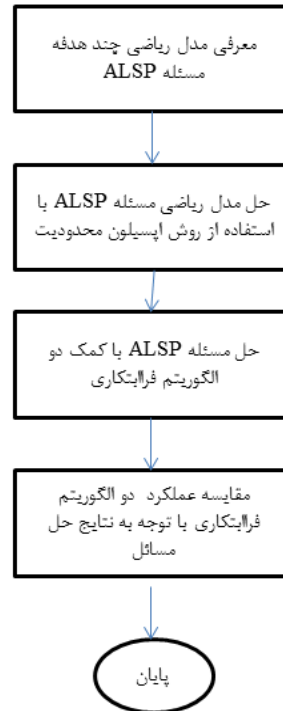 معرفی مدل ریاضی چند هدفه
مسئله ALSP
حل مدل ریاضی مسئله ALSP با
استفاده از روش اپسیلون محدودیت
حل مسئله ALSP با کمک دو
الگوریتم فراابتکاری
مقایسه عملکرد دو الگوریتم
فراابتکاری با توجه به نتایج حل
مسائل
پایان